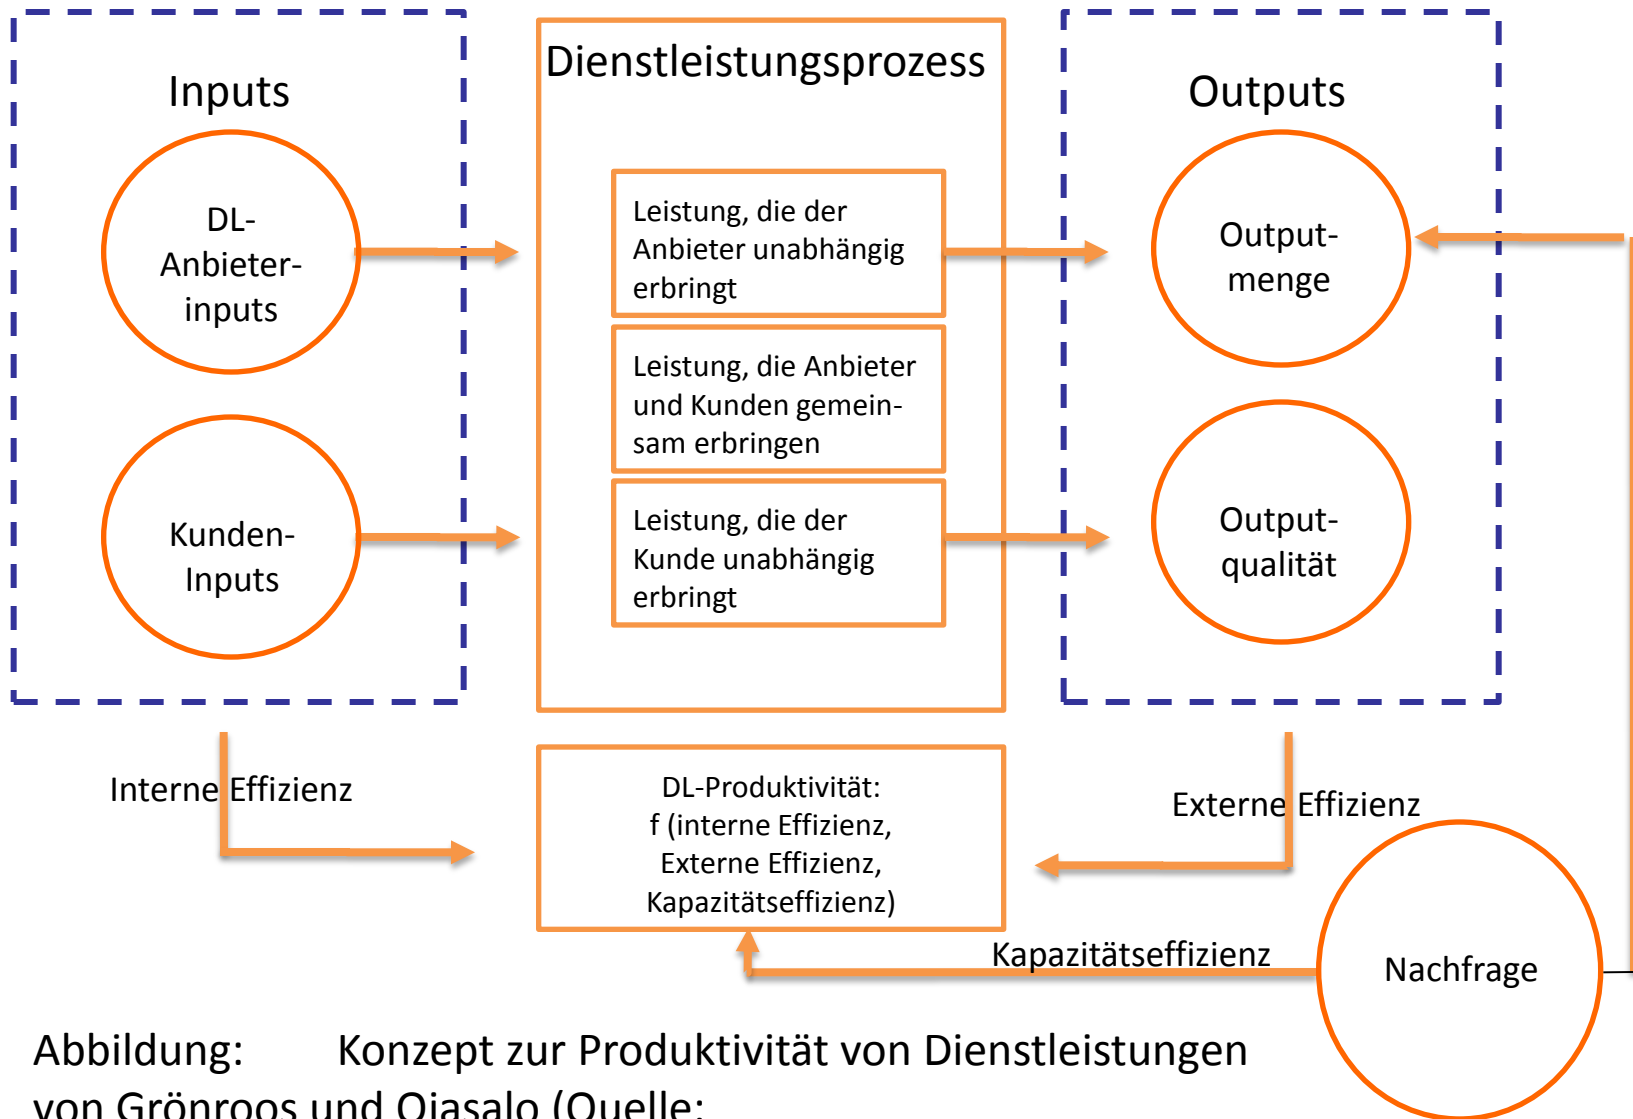 Inputs
DL-
Anbieter-
inputs
Kunden-
Inputs
Dienstleistungsprozess
Leistung, die der
Anbieter unabhängig
erbringt
Leistung, die Anbieter
und Kunden gemein-
sam erbringen
Leistung, die der
Kunde unabhängig
erbringt
Outputs
Output-
menge
Output-
qualität
Interne Effizienz
DL-Produktivität:
f (interne Effizienz,
Externe Effizienz,
Kapazitätseffizienz)
Externe Effizienz
Kapazitätseffizienz
Nachfrage
Abbildung: Konzept zur Produktivität von Dienstleistungen
von Grönroos und Ojasalo (Quelle: